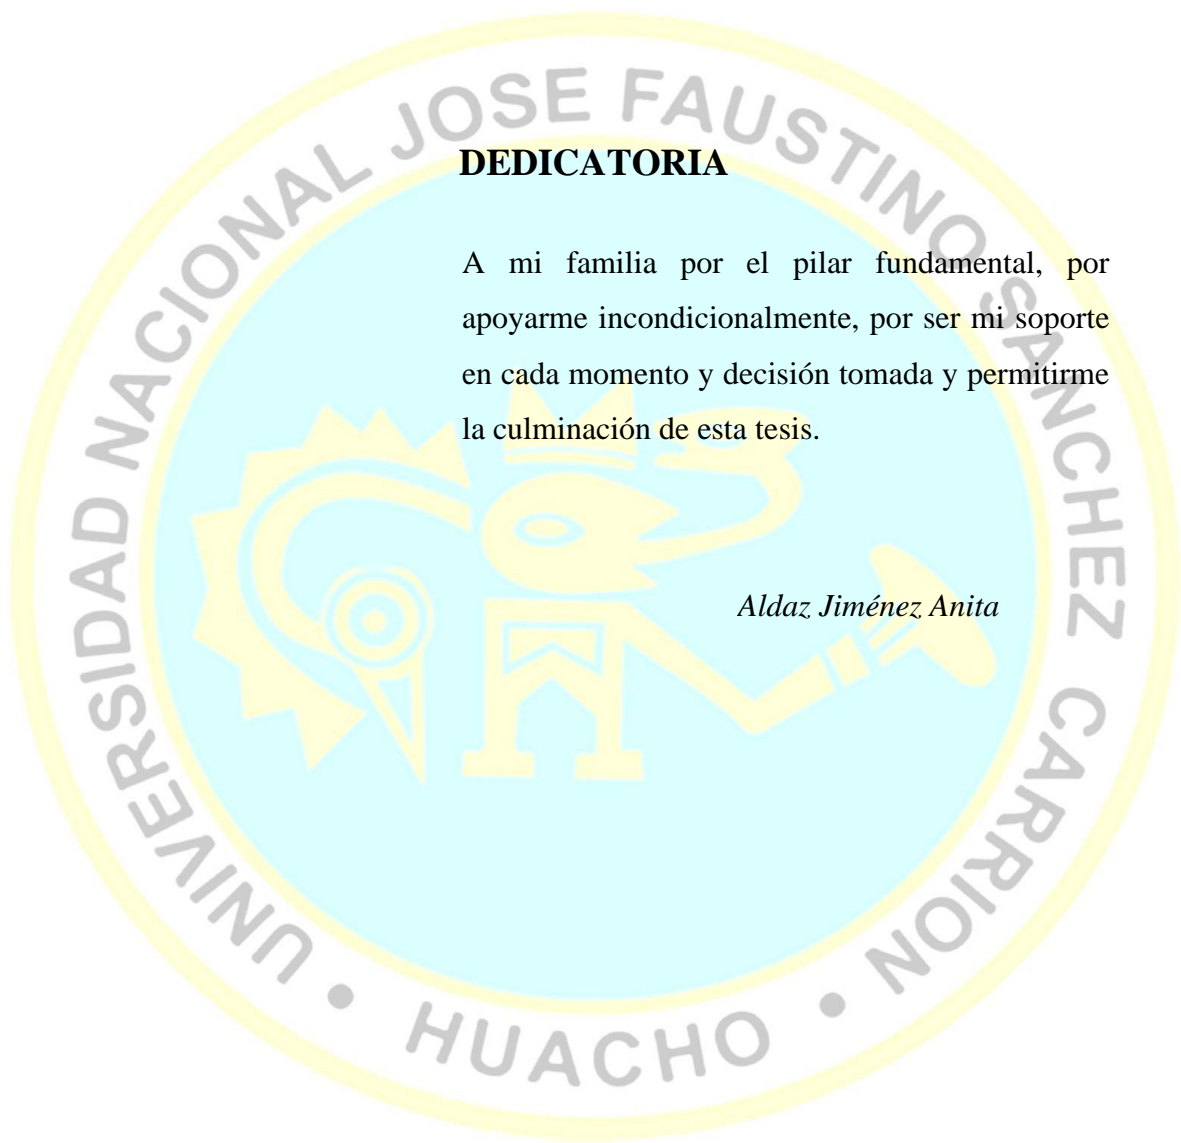 UNIVERSIDAD NACIONAL JOSE FAUSTINO SANCHEZ CARRION • HUACHO •
DEDICATORIA
A mi familia por el pilar fundamental, por
apoyarme incondicionalmente, por ser mi soporte
en cada momento y decisión tomada y permitirme
la culminación de esta tesis.
Aldaz Jiménez Anita